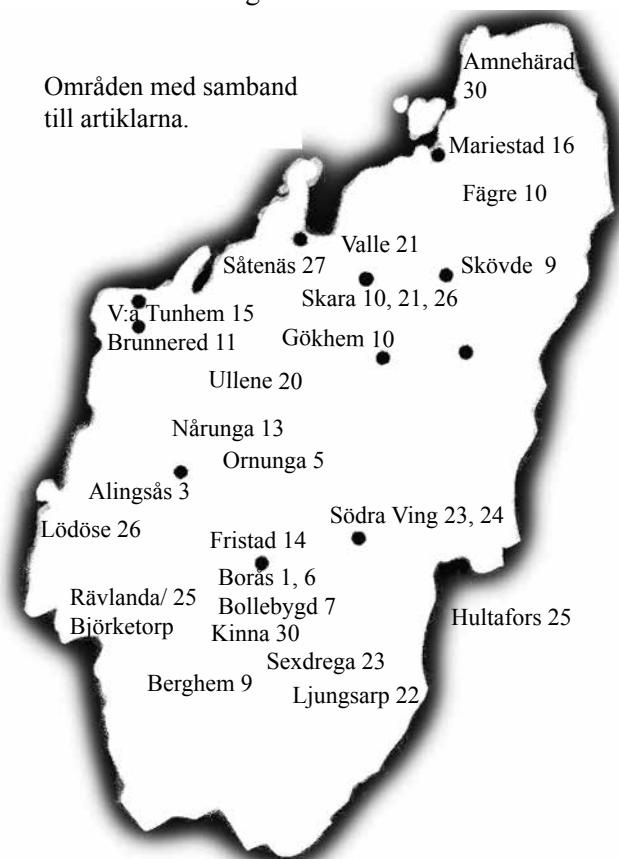 Områden med samband
till artiklarna.
Amnehärad
30
Mariestad 16
Fägre 10
Valle 21
Såtenäs 27
Skövde 9
Skara 10, 21, 26
V:a Tunhem 15
Brunnered 11
Gökhem 10
Ullene 20
Nårunga 13
Ornunga 5
Alingsås 3
Lödöse 26
Södra Ving 23, 24
Fristad 14
Borås 1, 6
Rävlanda/ 25
Björketorp
Bollebygd 7
Hultafors 25
Kinna 30
Sexdrega 23
Berghem 9
Ljungsarp 22